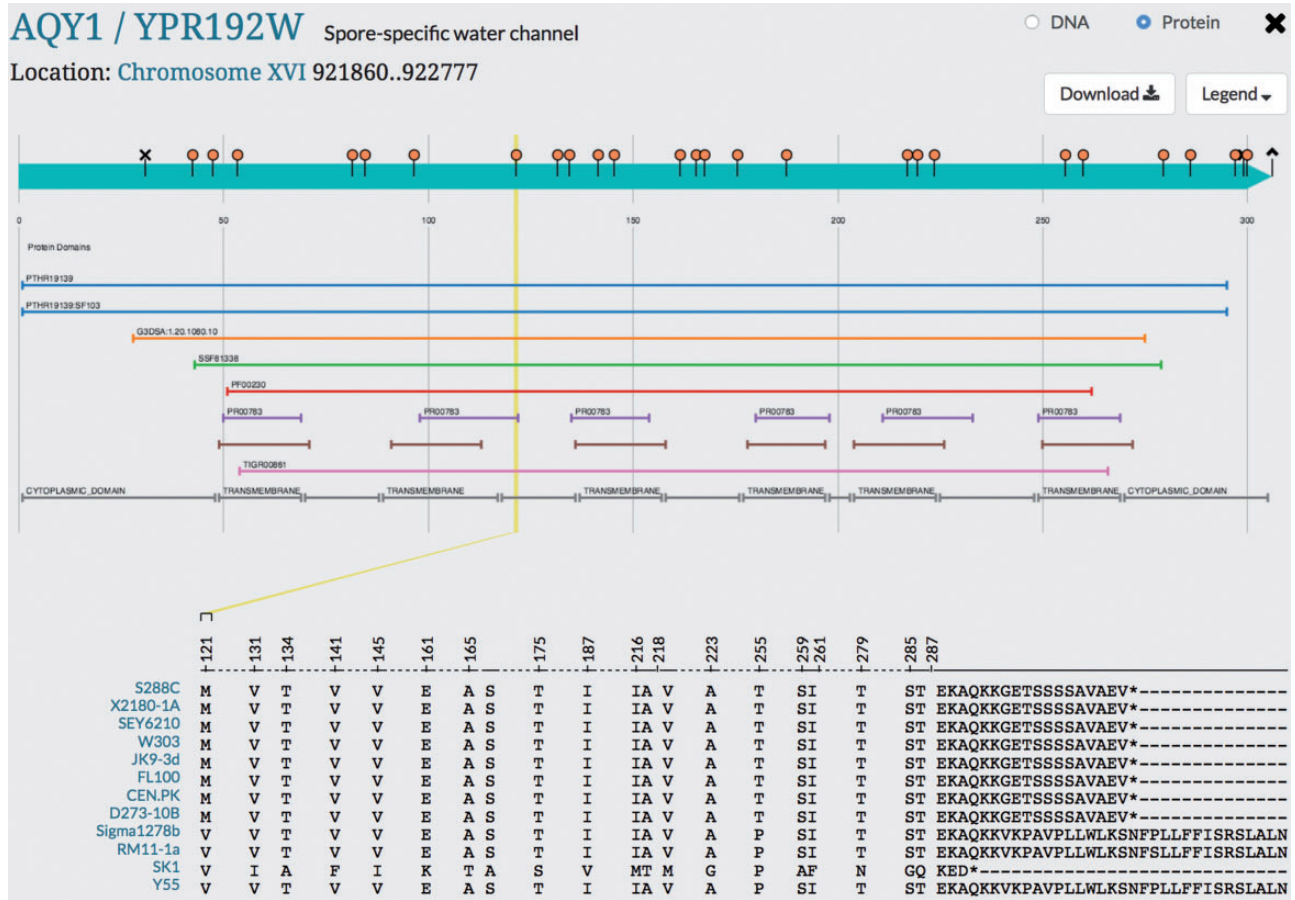 AQY1 / YPR192W Spore-specific water channel
DNA Protein
Location: Chromosome XVI 921860..922777
Download Legend
0 50 100 150 200 250 300
Protein Domains
PTHR19139
PTHR19139:SF103
G3DSA:1.20.1080.10
SSF81338
PF00230
PR00783 PR00783 PR00783 PR00783 PR00783 PR00783
TIGR00861
CYTOPLASMIC_DOMAIN TRANSMEMBRANE TRANSMEMBRANE TRANSMEMBRANE TRANSMEMBRANE TRANSMEMBRANE TRANSMEMBRANE CYTOPLASMIC_DOMAIN
121 131 134 141 145 161 165 175 187 216 218 223 255 259 261 279 285 287
S288C M V T V V E A S T I IA V A T SI T ST EKAQKKGETSSSSAVAEV*---------------
X2180-1A M V T V V E A S T I IA V A T SI T ST EKAQKKGETSSSSAVAEV*---------------
SEY6210 M V T V V E A S T I IA V A T SI T ST EKAQKKGETSSSSAVAEV*---------------
W303 M V T V V E A S T I IA V A T SI T ST EKAQKKGETSSSSAVAEV*---------------
JK9-3d M V T V V E A S T I IA V A T SI T ST EKAQKKGETSSSSAVAEV*---------------
FL100 M V T V V E A S T I IA V A T SI T ST EKAQKKGETSSSSAVAEV*---------------
CEN.PK M V T V V E A S T I IA V A T SI T ST EKAQKKGETSSSSAVAEV*---------------
D273-10B M V T V V E A S T I IA V A T SI T ST EKAQKKGETSSSSAVAEV*---------------
Sigma1278b V V T V V E A S T I IA V A P SI T ST EKAQKKVKPAVPLLWLKSNFPLLFFISRSLALN
RM11-1a V V T V V E A S T I IA V A P SI T ST EKAQKKVKPAVPLLWLKSNFSLLFFISRSLALN
SK1 V I A F I K T A S V MT M G P AF N GQ KED*------------------------------
Y55 V V T V V E A S T I IA V A P SI T ST EKAQKKVKPAVPLLWLKSNFPLLFFISRSLALN